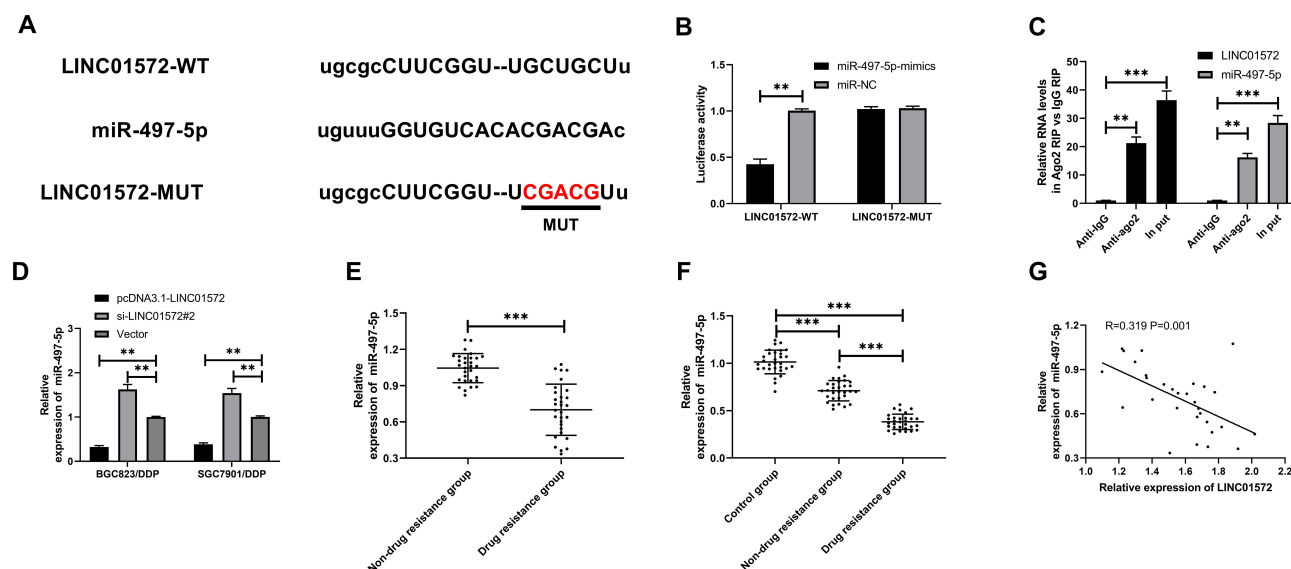 A
LINC01572-WT ugcgcCUUCGGU--UGCUGCUu
miR-497-5p uguuuGGUGUCACACGACGAc
LINC01572-MUT ugcgcCUUCGGU--UCGACGUu
MUT
B
miR-497-5p-mimics
miR-NC
Luciferase activity
1.5
1.0
0.5
0.0
**
LINC01572-WT LINC01572-MUT
C
LINC01572
miR-497-5p
Relative RNA levels
in Ago2 RIP vs IgG RIP
50
40
30
20
10
0
*** ***
** **
Anti-IgG Anti-ago2 In put Anti-IgG Anti-ago2 In put
D
pcDNA3.1-LINC01572
si-LINC01572#2
Vector
Relative
expression of miR-497-5p
3
2
1
0
** **
** **
BGC823/DDP SGC7901/DDP
E
Relative
expression of miR-497-5p
1.5
1.2
0.9
0.6
0.3
***
Non-drug resistance group Drug resistance group
F
Relative
expression of miR-497-5p
1.5
1.0
0.5
0.0
***
***
***
Control group Non-drug resistance group Drug resistance group
G
R=0.319 P=0.001
Relative
expression of miR-497-5p
1.2
0.9
0.6
0.3
1.0 1.2 1.4 1.6 1.8 2.0 2.2
Relative expression of LINC01572